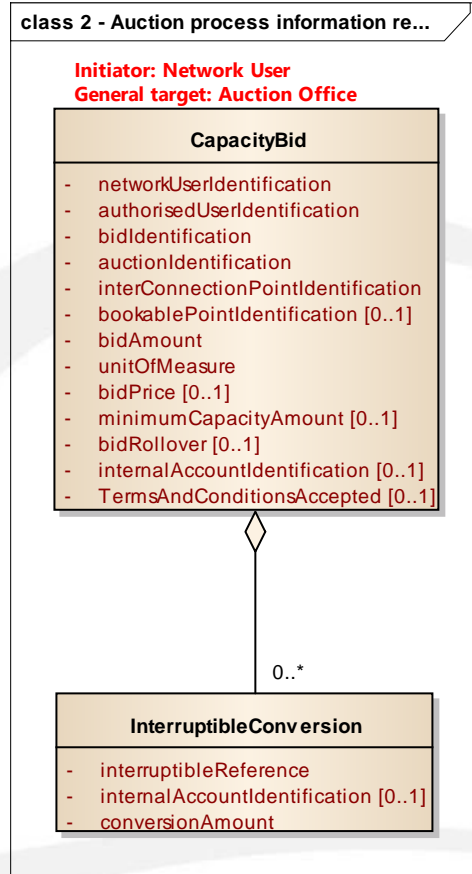 class 2 - Auction process information re...
Initiator: Network User
General target: Auction Office
CapacityBid
- networkUserIdentification
- authorisedUserIdentification
- bidIdentification
- auctionIdentification
- interConnectionPointIdentification
- bookablePointIdentification [0..1]
- bidAmount
- unitOfMeasure
- bidPrice [0..1]
- minimumCapacityAmount [0..1]
- bidRollover [0..1]
- internalAccountIdentification [0..1]
- TermsAndConditionsAccepted [0..1]
0..*
InterruptibleConversion
- interruptibleReference
- internalAccountIdentification [0..1]
- conversionAmount